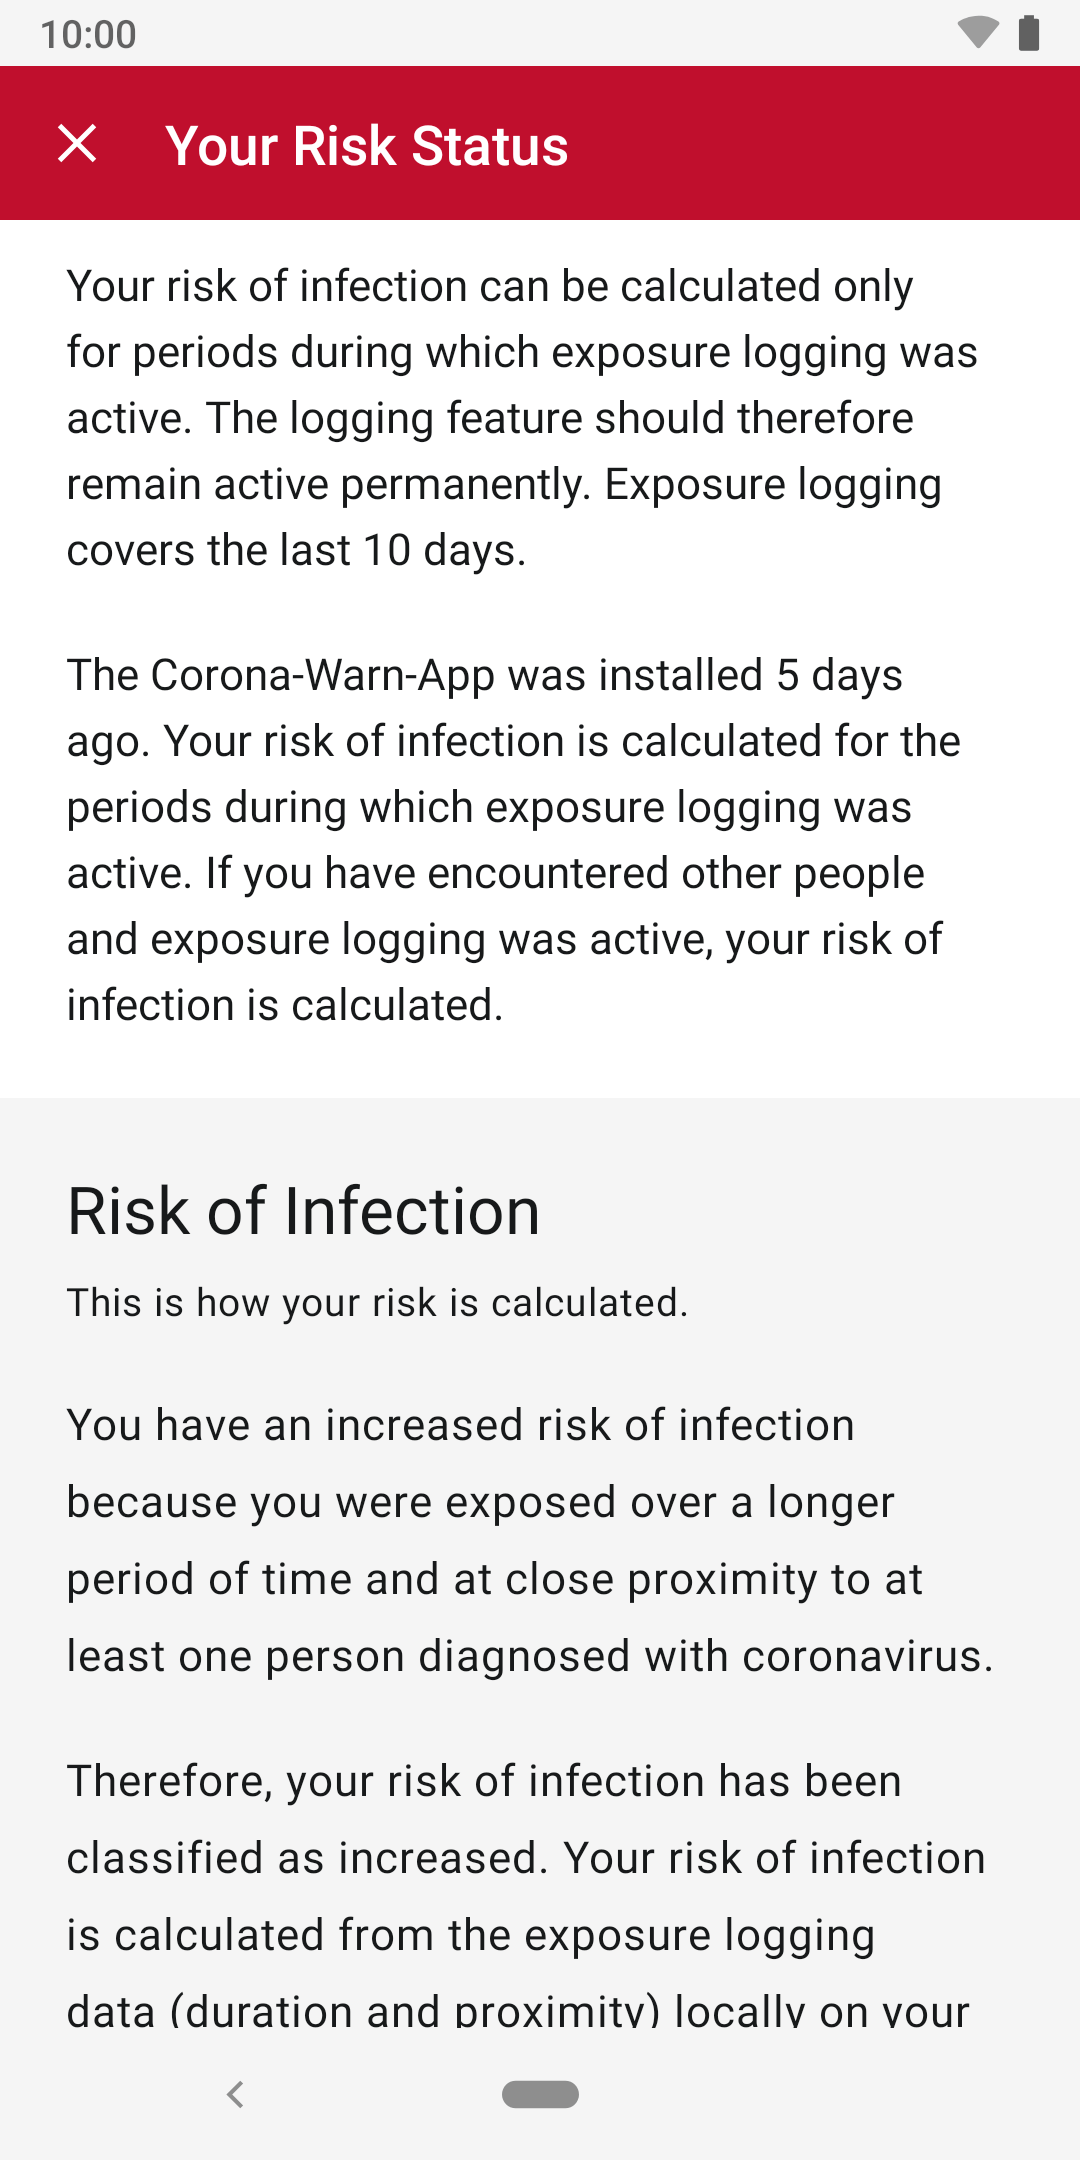 10:00
Your Risk Status
Your risk of infection can be calculated only
for periods during which exposure logging was
active. The logging feature should therefore
remain active permanently. Exposure logging
covers the last 10 days.
The Corona-Warn-App was installed 5 days
ago. Your risk of infection is calculated for the
periods during which exposure logging was
active. If you have encountered other people
and exposure logging was active, your risk of
infection is calculated.
Risk of Infection
This is how your risk is calculated.
You have an increased risk of infection
because you were exposed over a longer
period of time and at close proximity to at
least one person diagnosed with coronavirus.
Therefore, your risk of infection has been
classified as increased. Your risk of infection
is calculated from the exposure logging
data (duration and proximity) locally on your